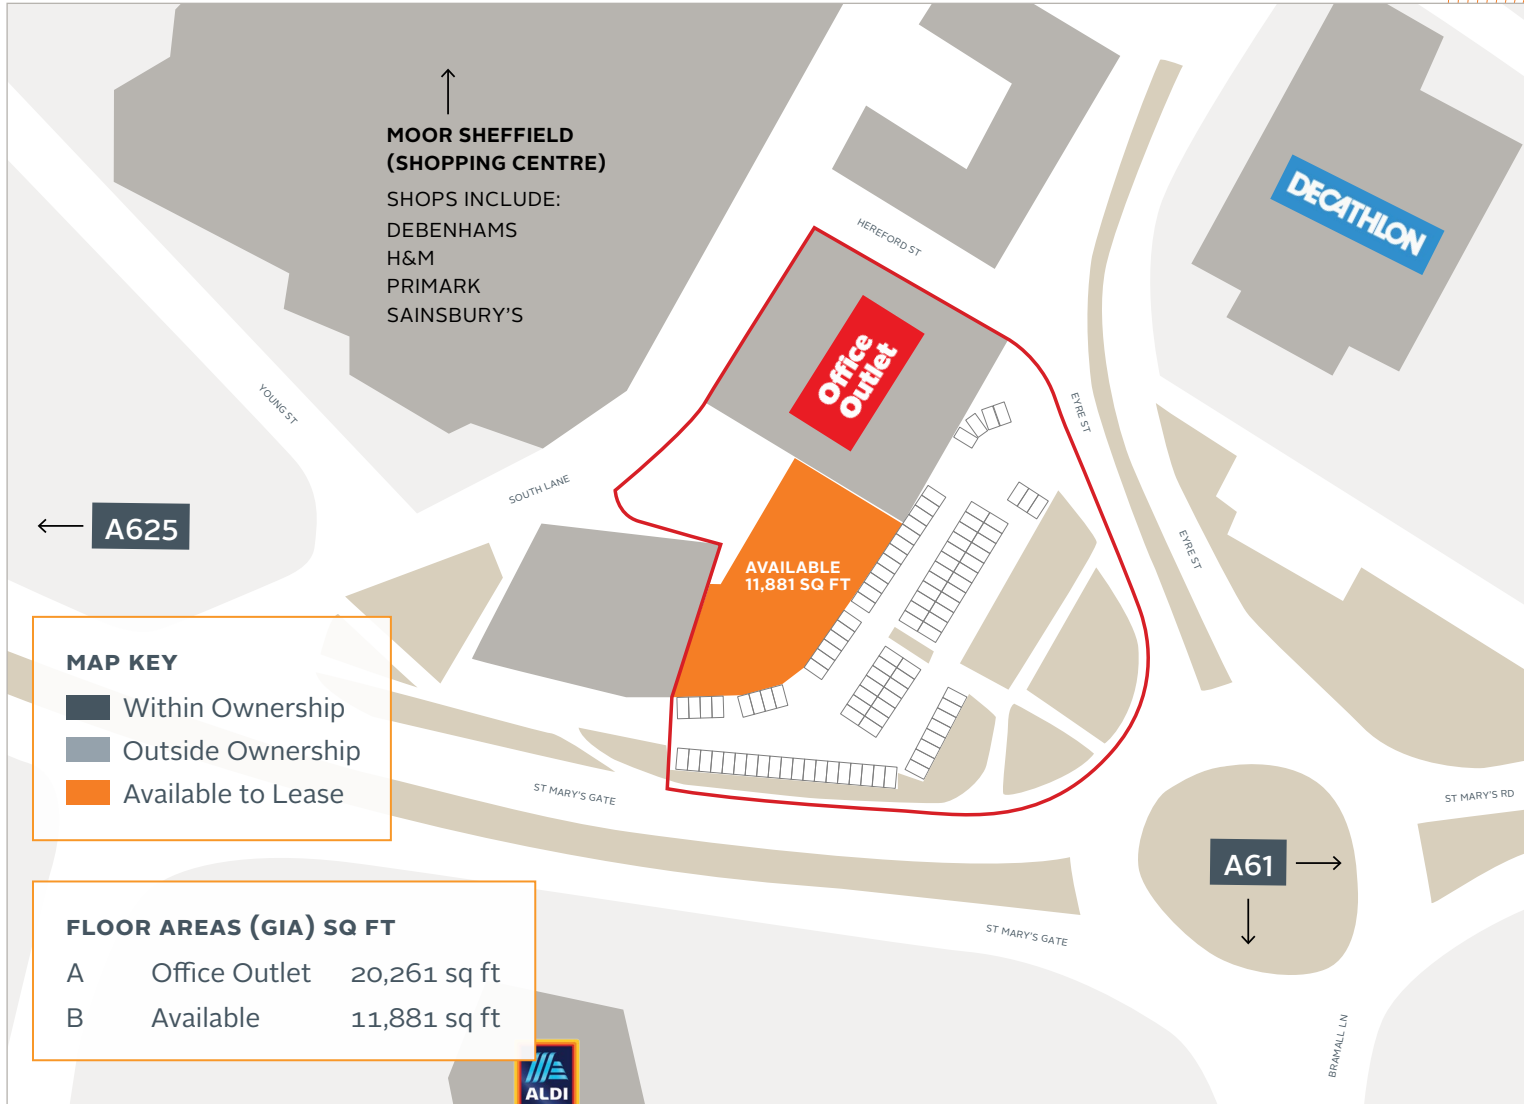 MOOR SHEFFIELD
(SHOPPING CENTRE)
SHOPS INCLUDE:
DEBENHAMS
H&M
PRIMARK
SAINSBURY'S
HEREFORD ST
DECATHLON
Office
Outlet
YOUNG ST
EYRE ST
SOUTH LANE
A625
EYRE ST
AVAILABLE
11,881 SQ FT
MAP KEY
Within Ownership
Outside Ownership
Available to Lease
ST MARY'S GATE
ST MARY'S RD
A61
FLOOR AREAS (GIA) SQ FT
A Office Outlet 20,261 sq ft
B Available 11,881 sq ft
ST MARY'S GATE
BRAMALL LN
ALDI